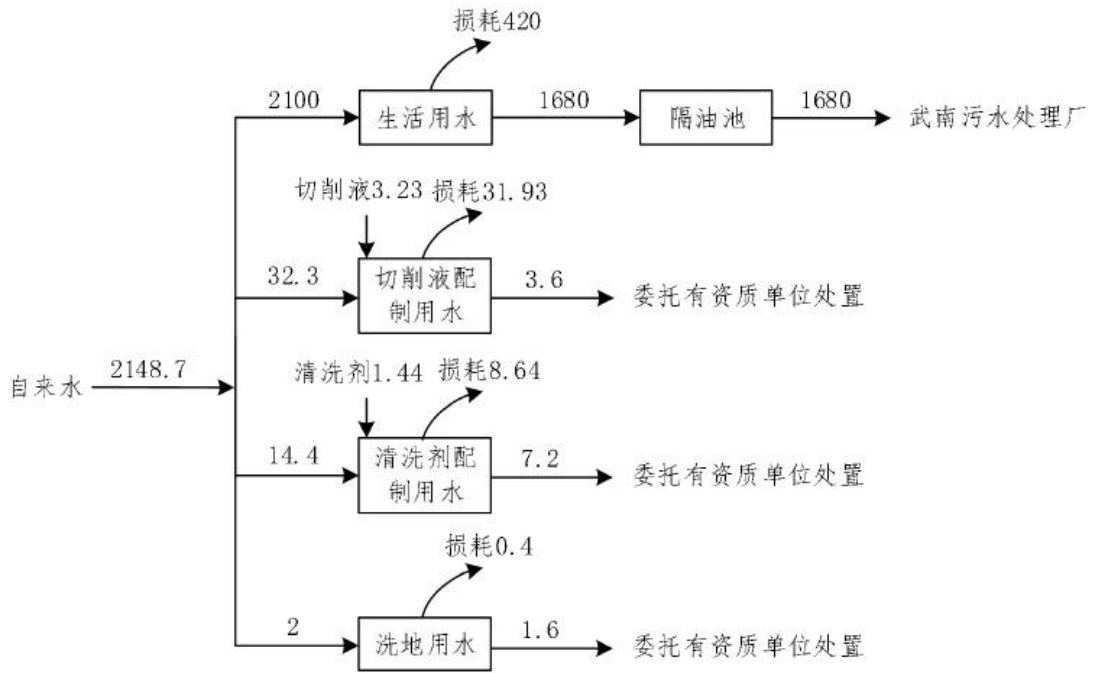 损耗420
2100
生活用水
1680
隔油池
1680
武南污水处理厂
切削液3.23
损耗31.93
32.3
切削液配
制用水
3.6
委托有资质单位处置
自来水
2148.7
清洗剂1.44
损耗8.64
14.4
清洗剂配
制用水
7.2
委托有资质单位处置
损耗0.4
2
洗地用水
1.6
委托有资质单位处置